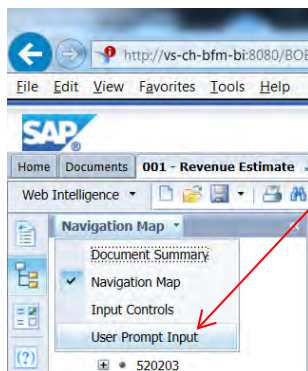 http://vs-ch-bfm-bi:8080/BOE
File Edit View Favorites Tools Help
SAP
Home Documents 001 - Revenue Estimate
Web Intelligence
Navigation Map
Document Summary
Navigation Map
Input Controls
User Prompt Input
(?)
520203